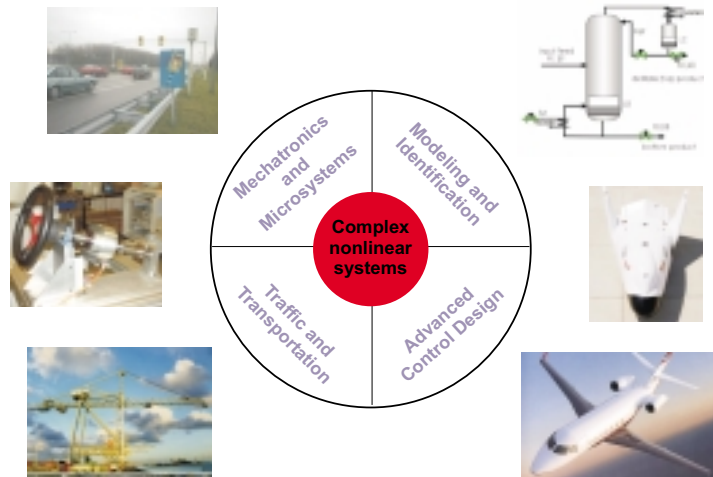 Mechatronics
and
Microsystems
Modeling and
Identification
Complex
nonlinear
systems
Traffic and
Transportation
Advanced
Control Design